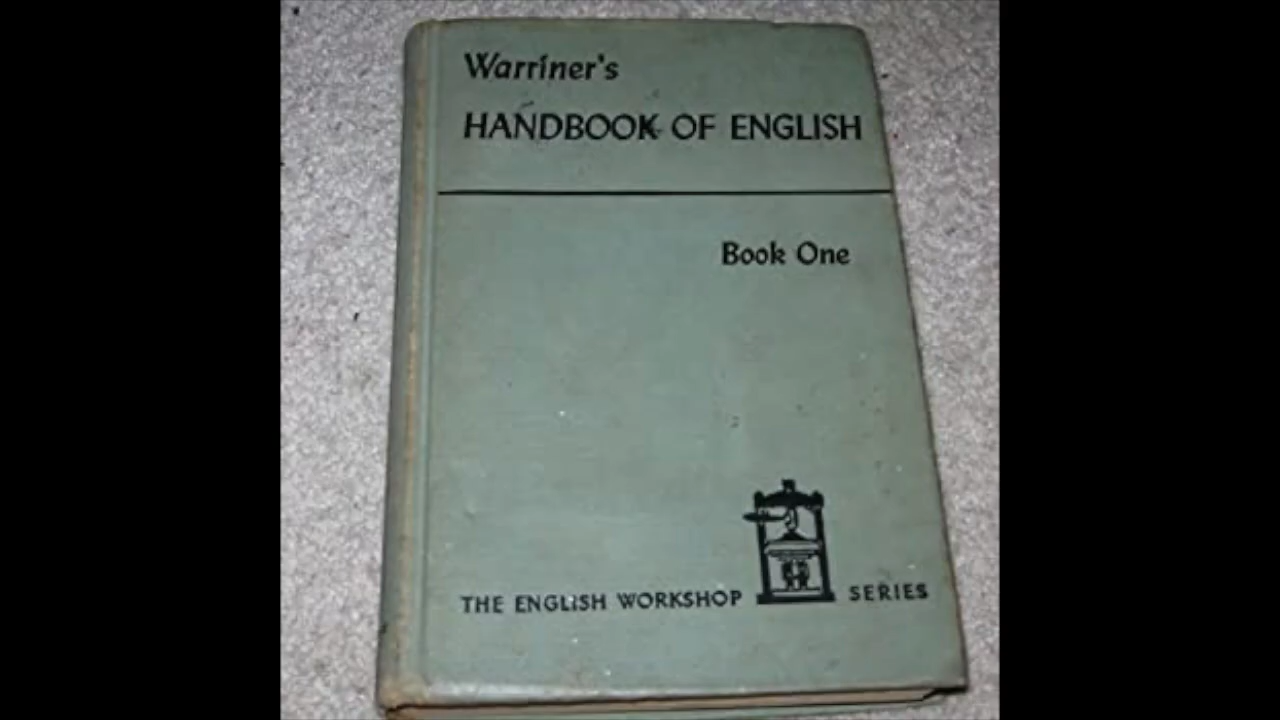 Warriner's
HANDBOOK OF ENGLISH
Book One
THE ENGLISH WORKSHOP SERIES